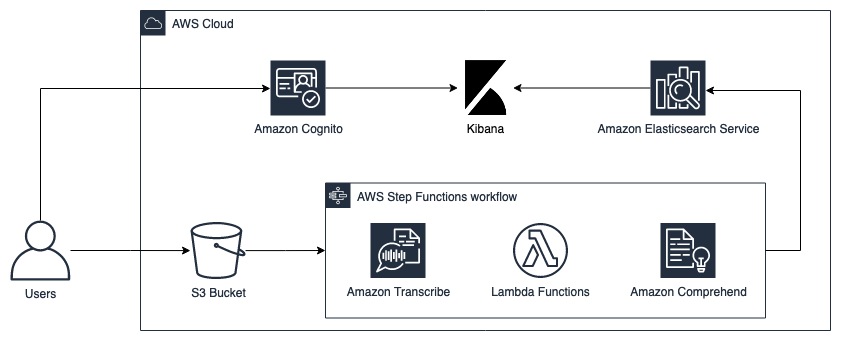 AWS Cloud
Amazon Cognito
Kibana
Amazon Elasticsearch Service
AWS Step Functions workflow
Users
S3 Bucket
Amazon Transcribe
Lambda Functions
Amazon Comprehend